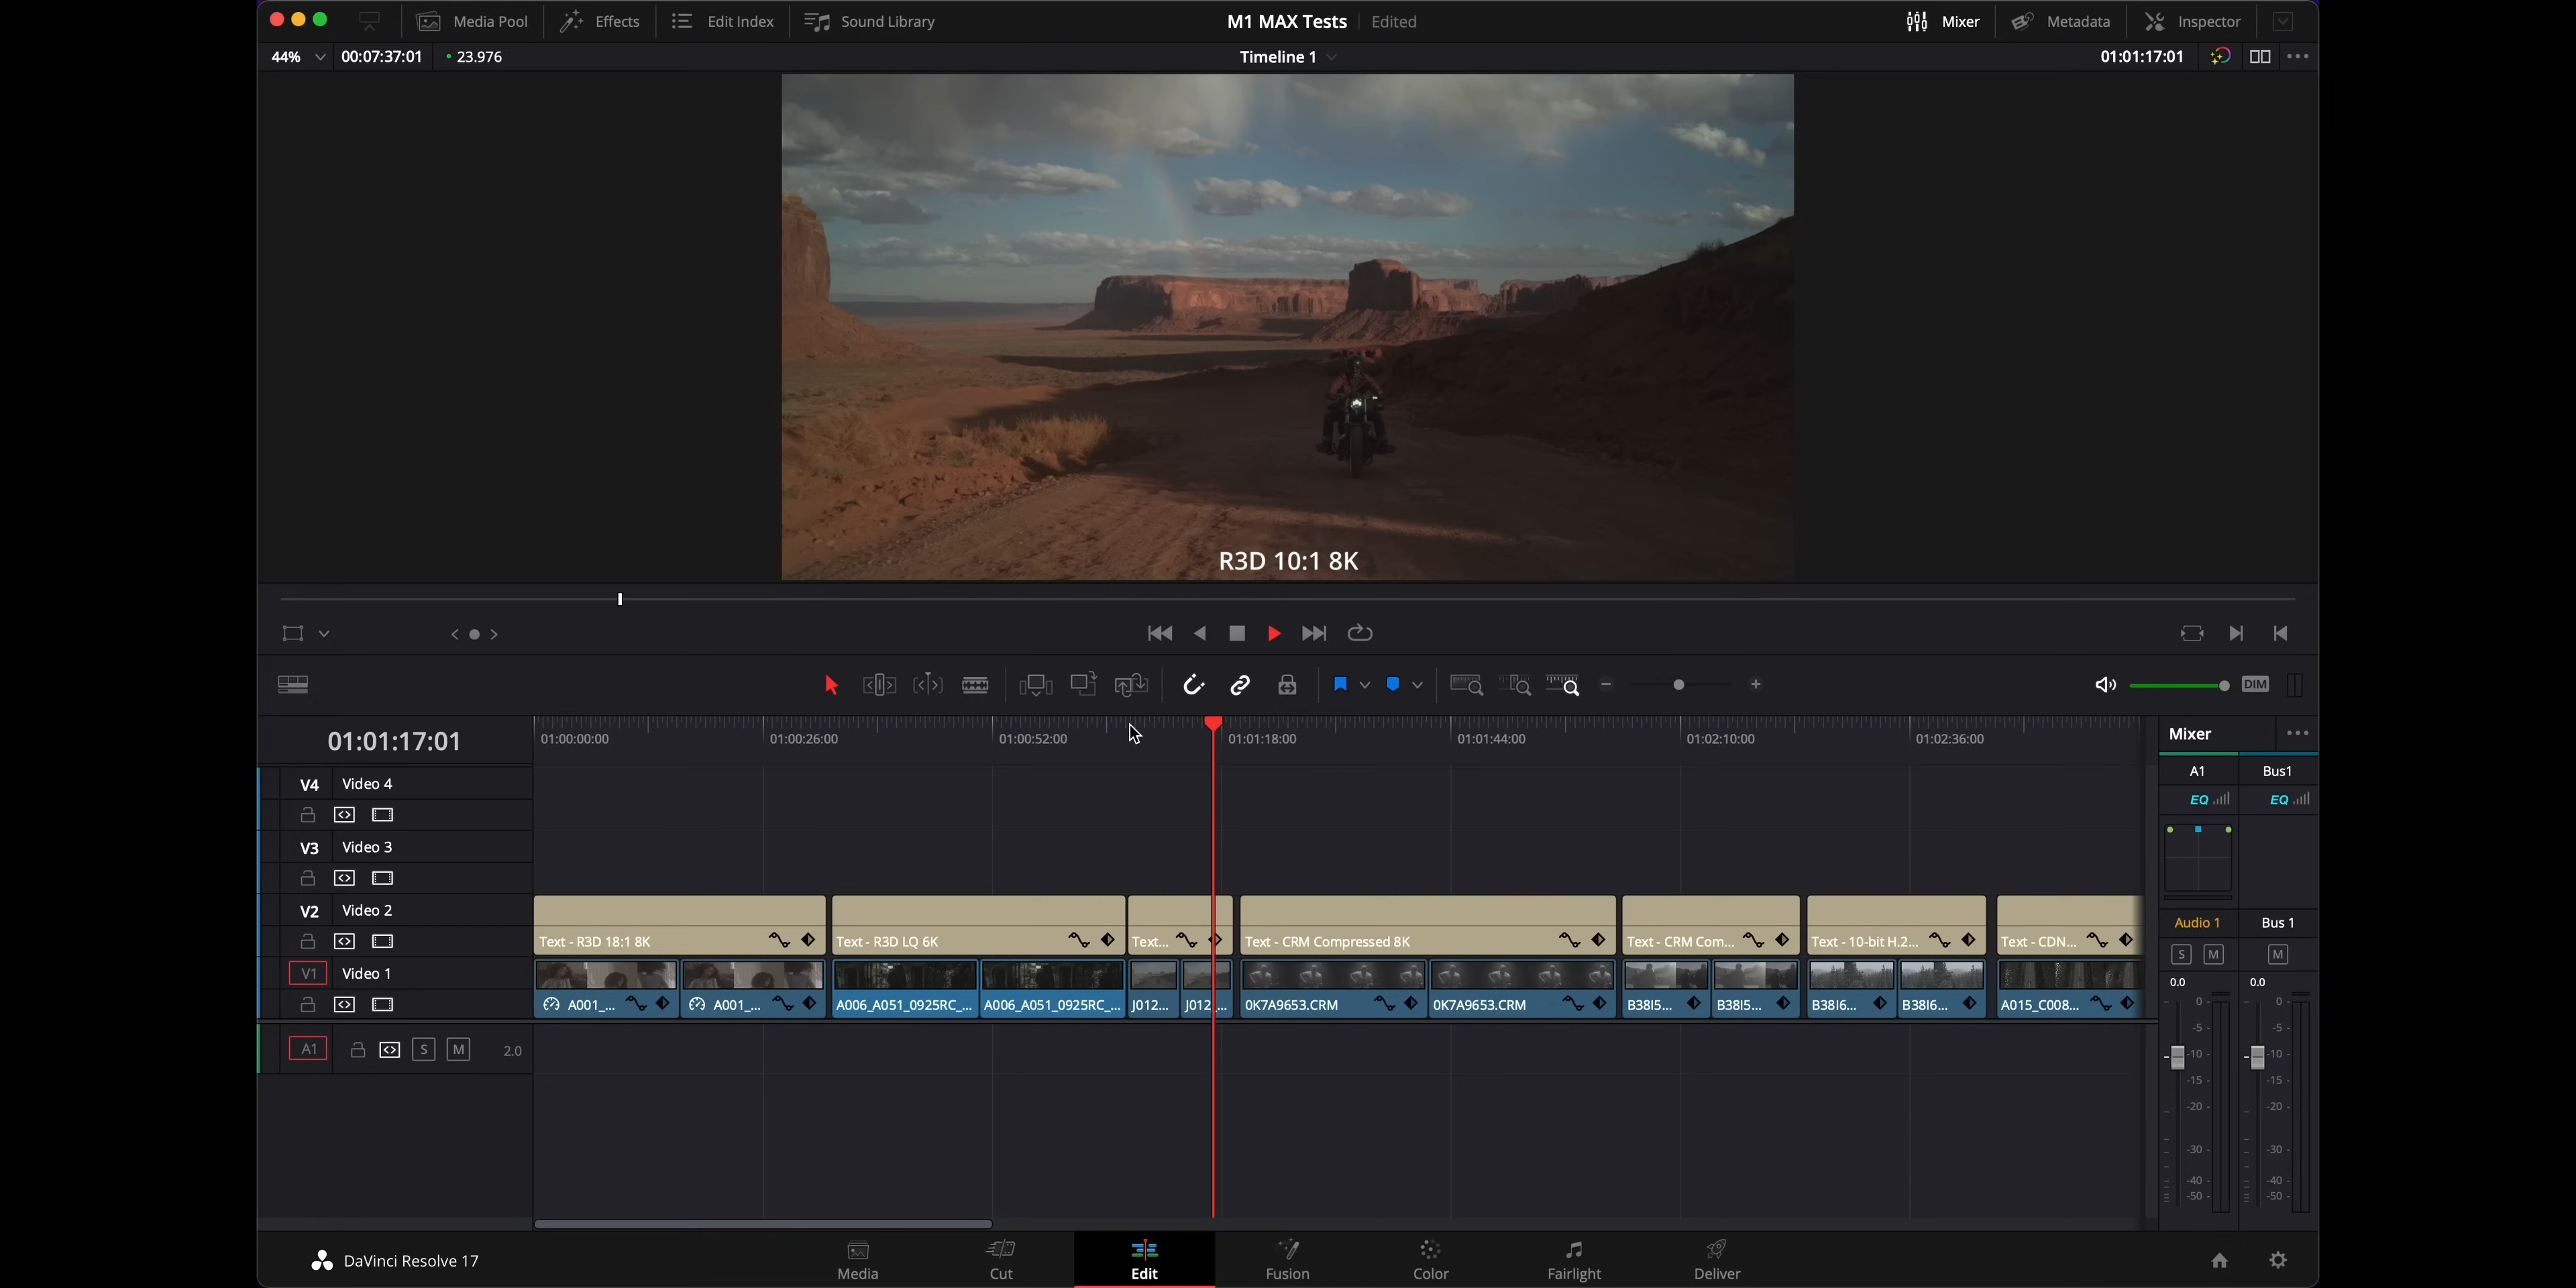 Media Pool Effects Edit Index Sound Library M1 MAX Tests Edited Mixer Metadata Inspector
44% 00:07:37:01 23.976 Timeline 1 01:01:17:01
R3D 10:1 8K
DIM
01:01:17:01
01:00:00:00 01:00:26:00 01:00:52:00 01:01:18:00 01:01:44:00 01:02:10:00 01:02:36:00
Mixer
A1 Bus1
EQ EQ
V4 Video 4
V3 Video 3
V2 Video 2
Text - R3D 18:1 8K Text - R3D LQ 6K Text... Text - CRM Compressed 8K Text - CRM Com... Text - 10-bit H.2... Text - CDN...
Audio 1 Bus 1
S M M
V1 Video 1
A001_... A001_... A006_A051_0925RC_... A006_A051_0925RC_... J012... J012... 0K7A9653.CRM 0K7A9653.CRM B38I5... B38I5... B38I6... B38I6... A015_C008...
0.0 0.0
A1 S M 2.0
0 -5 -10 -15 -20 -30 -40 -50
0 -5 -10 -15 -20 -30 -40 -50
DaVinci Resolve 17
Media Cut Edit Fusion Color Fairlight Deliver